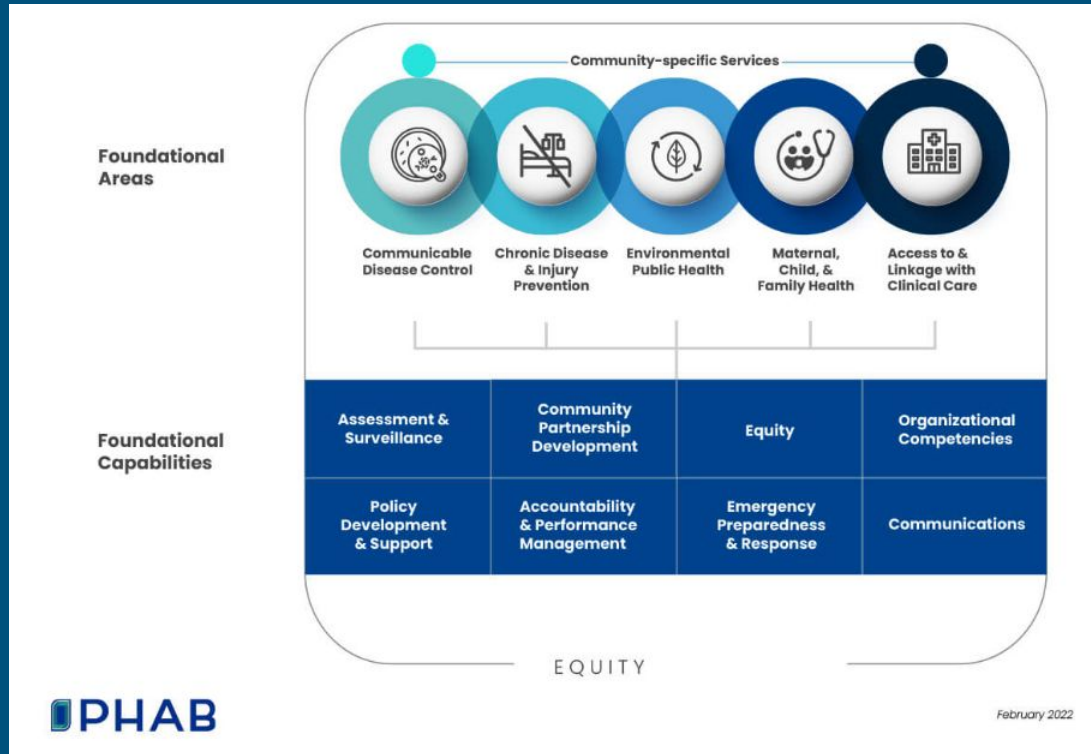 Community-specific Services
Foundational
Areas
Communicable
Disease Control
Chronic Disease
& Injury
Prevention
Environmental
Public Health
Maternal,
Child, &
Family Health
Access to &
Linkage with
Clinical Care
Foundational
Capabilities
Assessment &
Surveillance
Community
Partnership
Development
Equity
Organizational
Competencies
Policy
Development
& Support
Accountability
& Performance
Management
Emergency
Preparedness
& Response
Communications
EQUITY
PHAB
February 2022